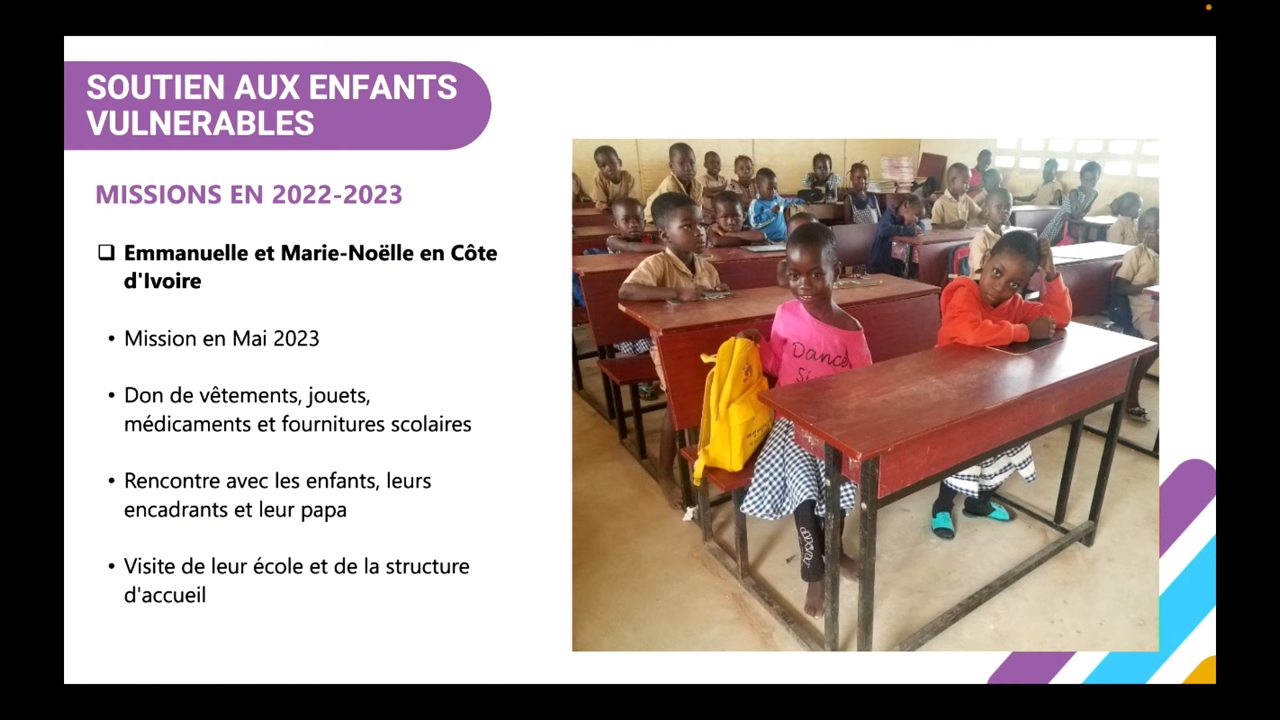 SOUTIEN AUX ENFANTS
VULNERABLES
MISSIONS EN 2022-2023
❑ Emmanuelle et Marie-Noëlle en Côte
d'Ivoire
• Mission en Mai 2023
• Don de vêtements, jouets,
médicaments et fournitures scolaires
• Rencontre avec les enfants, leurs
encadrants et leur papa
• Visite de leur école et de la structure
d'accueil
Dance